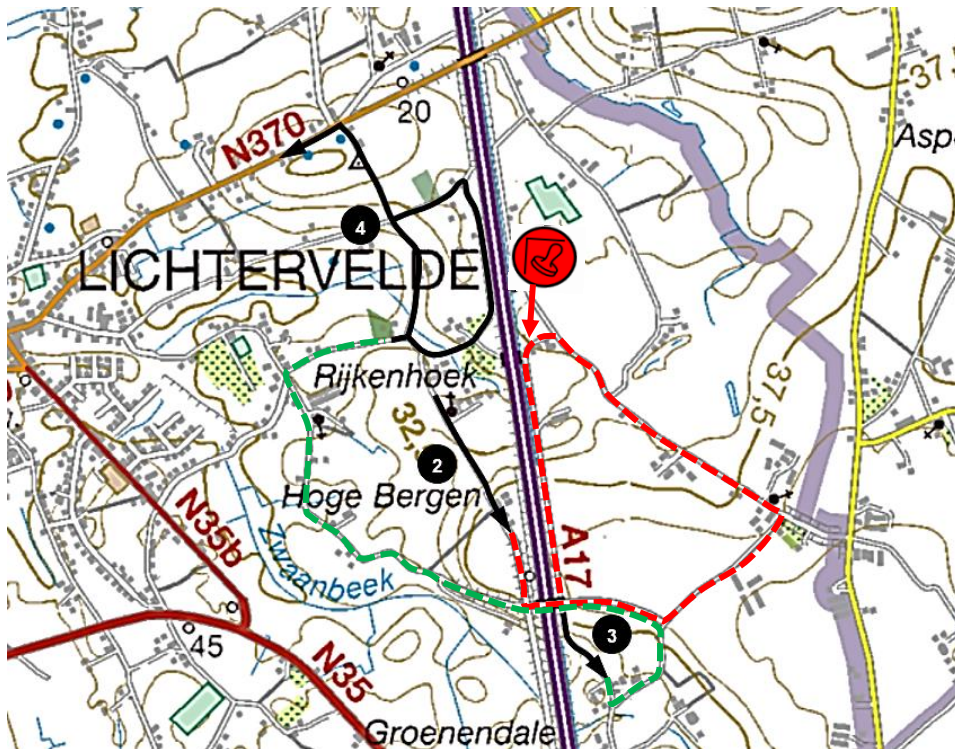 20
37,5
N370
Asp
4
LICHTERVELDE
37,5
Rijkenhoek
32,
2
Hoge Bergen
A17
N35b
Zwaanbeek
3
45
N35
Groenendale